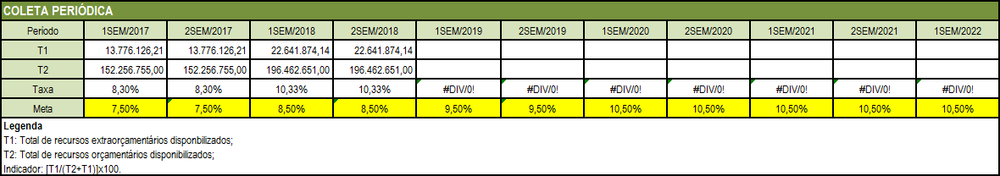 COLETA PERIÓDICA
Período 1SEM/2017 2SEM/2017 1SEM/2018 2SEM/2018 1SEM/2019 2SEM/2019 1SEM/2020 2SEM/2020 1SEM/2021 2SEM/2021 1SEM/2022
T1 13.776.126,21 13.776.126,21 22.641.874,14 22.641.874,14
T2 152.256.755,00 152.256.755,00 196.462.651,00 196.462.651,00
Taxa 8,30% 8,30% 10,33% 10,33% #DIV/0! #DIV/0! #DIV/0! #DIV/0! #DIV/0! #DIV/0! #DIV/0!
Meta 7,50% 7,50% 8,50% 8,50% 9,50% 9,50% 10,50% 10,50% 10,50% 10,50% 10,50%
Legenda
T1: Total de recursos extraorçamentários disponbilizados;
T2: Total de recursos orçamentários disponibilizados;
Indicador: [T1/(T2+T1)]x100.